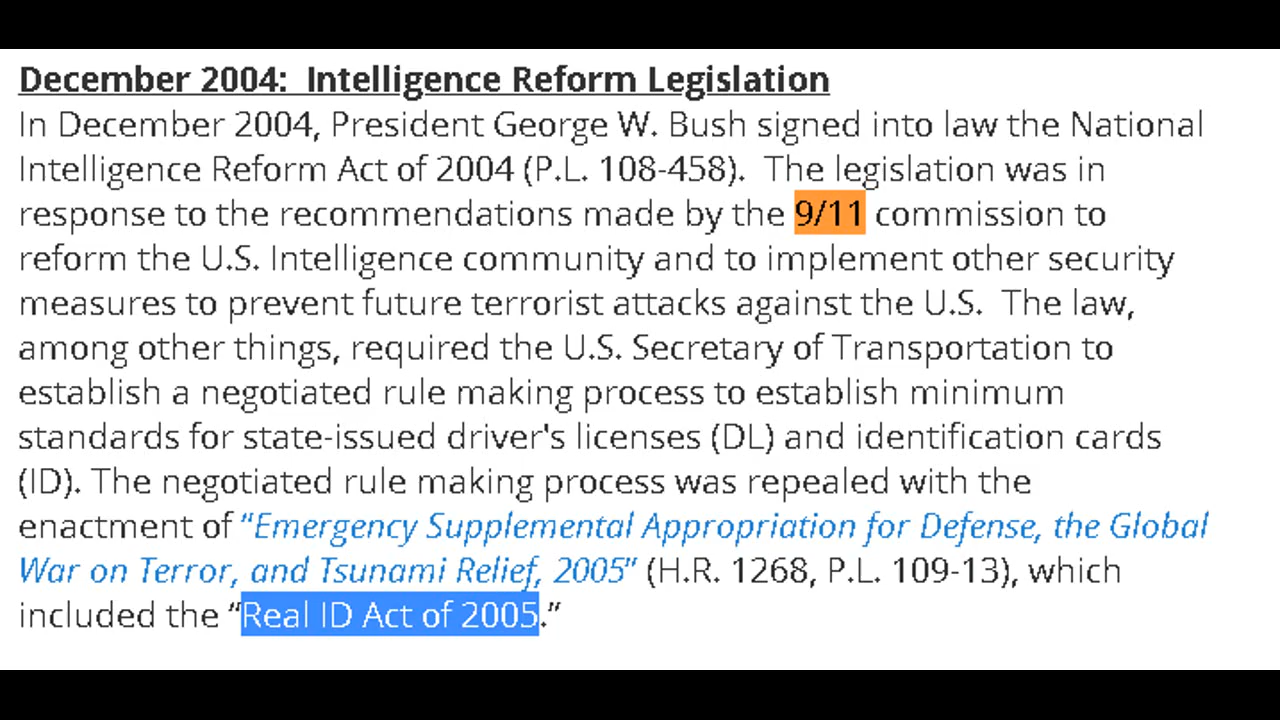 December 2004:  Intelligence Reform Legislation
In December 2004, President George W. Bush signed into law the National
Intelligence Reform Act of 2004 (P.L. 108-458).  The legislation was in
response to the recommendations made by the 9/11 commission to
reform the U.S. Intelligence community and to implement other security
measures to prevent future terrorist attacks against the U.S.  The law,
among other things, required the U.S. Secretary of Transportation to
establish a negotiated rule making process to establish minimum
standards for state-issued driver's licenses (DL) and identification cards
(ID). The negotiated rule making process was repealed with the
enactment of “Emergency Supplemental Appropriation for Defense, the Global
War on Terror, and Tsunami Relief, 2005” (H.R. 1268, P.L. 109-13), which
included the “Real ID Act of 2005.”